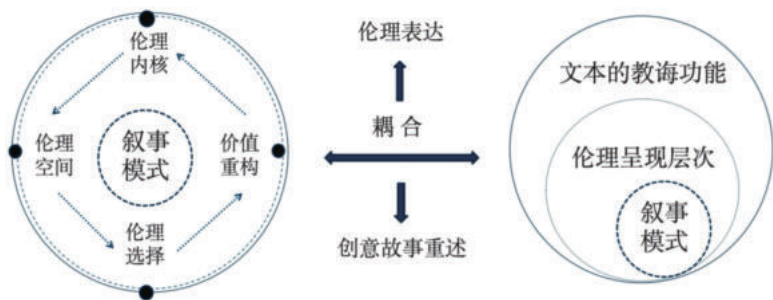 伦理
内核
伦理
空间
叙事
模式
价值
重构
伦理
选择
伦理表达
耦合
创意故事重述
文本的教诲功能
伦理呈现层次
叙事
模式